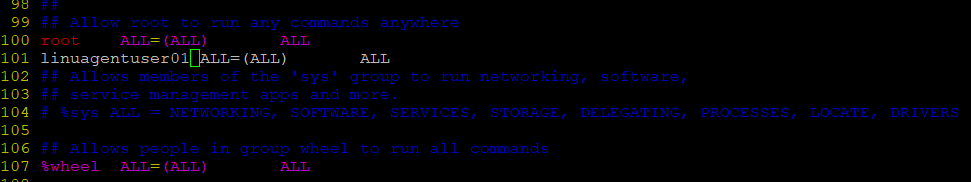 98 ##
99 ## Allow root to run any commands anywhere
100 root    ALL=(ALL)       ALL
101 linuagentuser01 ALL=(ALL)       ALL
102 ## Allows members of the 'sys' group to run networking, software,
103 ## service management apps and more.
104 # %sys ALL = NETWORKING, SOFTWARE, SERVICES, STORAGE, DELEGATING, PROCESSES, LOCATE, DRIVERS
105
106 ## Allows people in group wheel to run all commands
107 %wheel  ALL=(ALL)       ALL